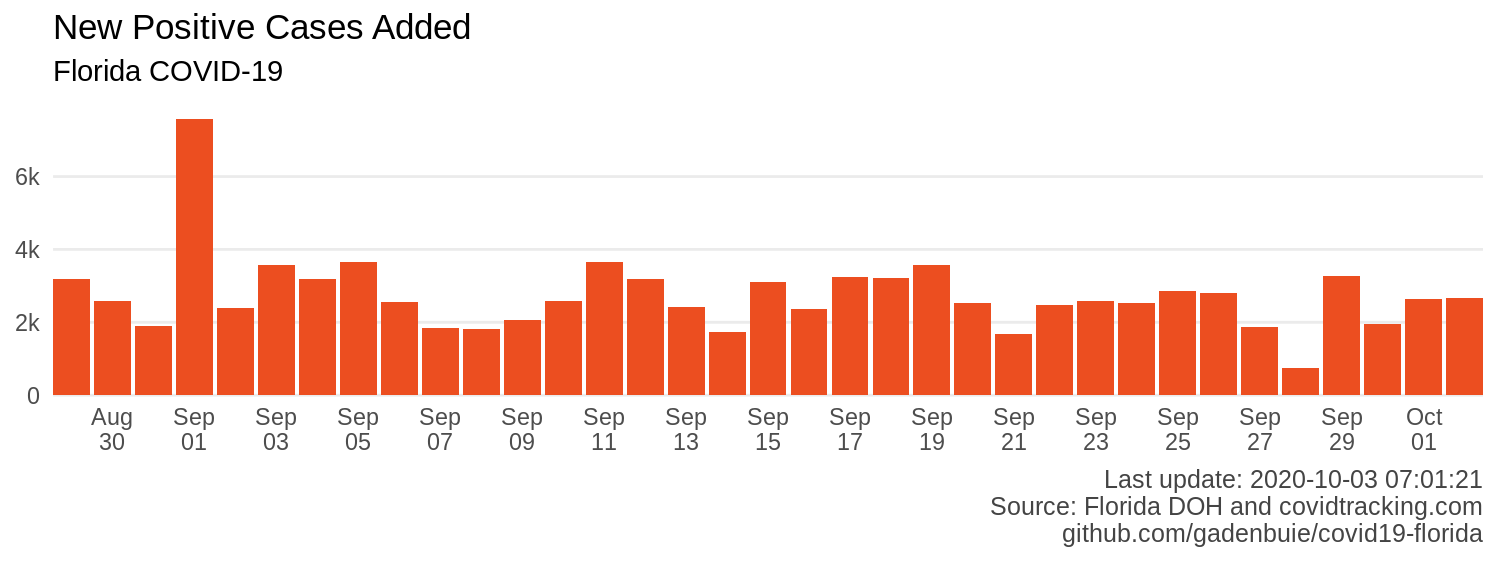 New Positive Cases Added
Florida COVID-19
6k
4k
2k
0
Aug Sep Sep Sep Sep Sep Sep Sep Sep Sep Sep Sep Sep Sep Sep Sep Oct
30 01 03 05 07 09 11 13 15 17 19 21 23 25 27 29 01
Last update: 2020-10-03 07:01:21
Source: Florida DOH and covidtracking.com
github.com/gadenbuie/covid19-florida